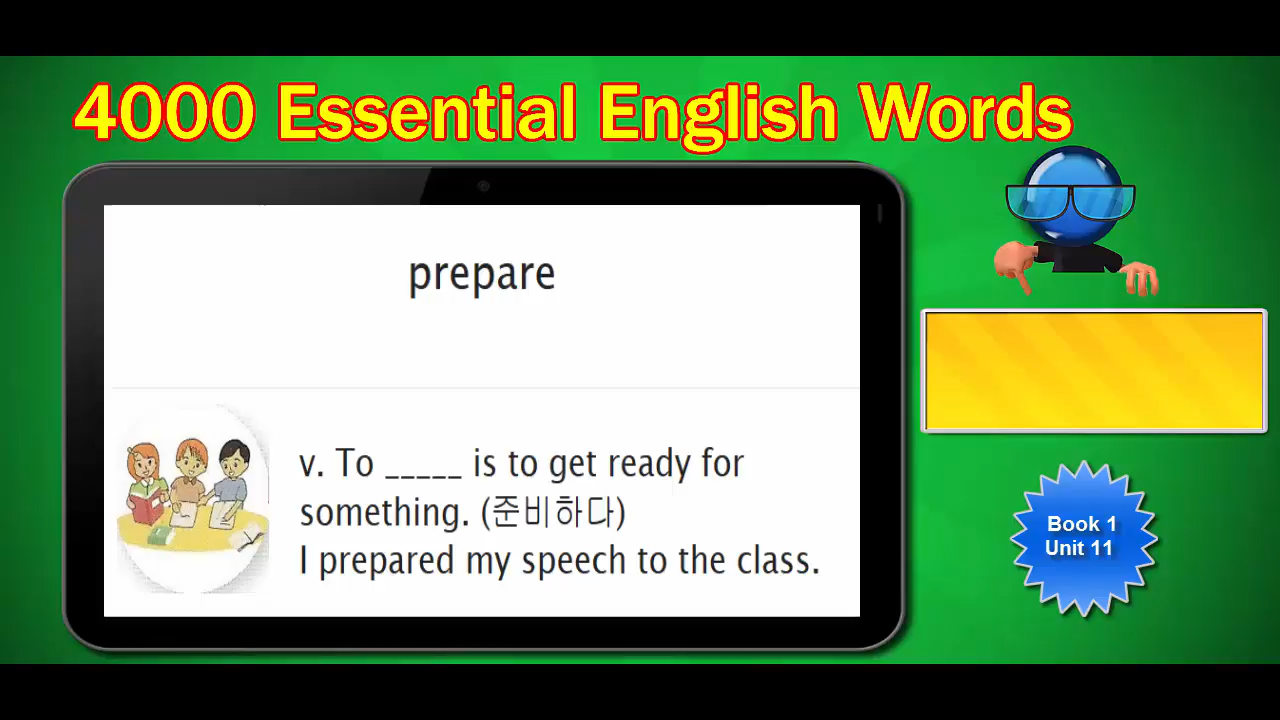 4000 Essential English Words
prepare
v. To _____ is to get ready for
something. (준비하다)
I prepared my speech to the class.
Book 1
Unit 11